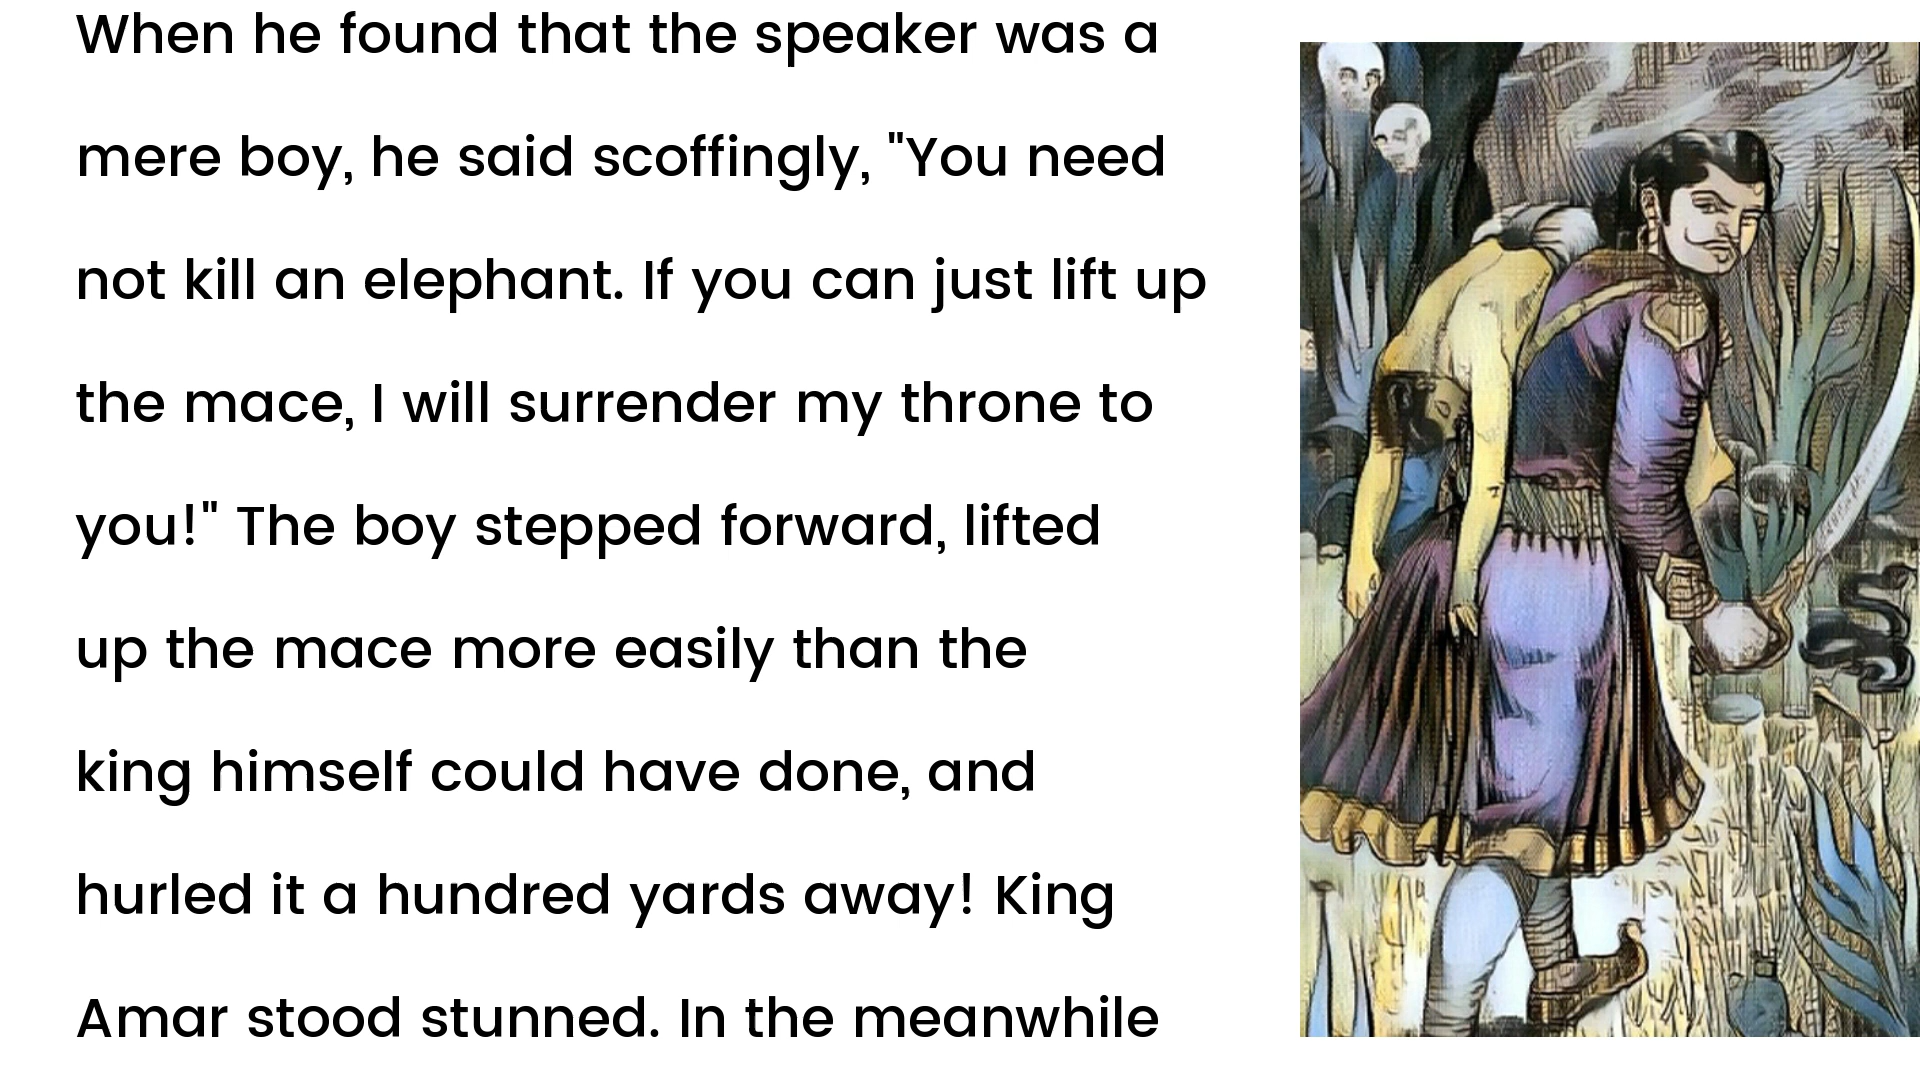 When he found that the speaker was a
mere boy, he said scoffingly, "You need
not kill an elephant. If you can just lift up
the mace, I will surrender my throne to
you!" The boy stepped forward, lifted
up the mace more easily than the
king himself could have done, and
hurled it a hundred yards away! King
Amar stood stunned. In the meanwhile